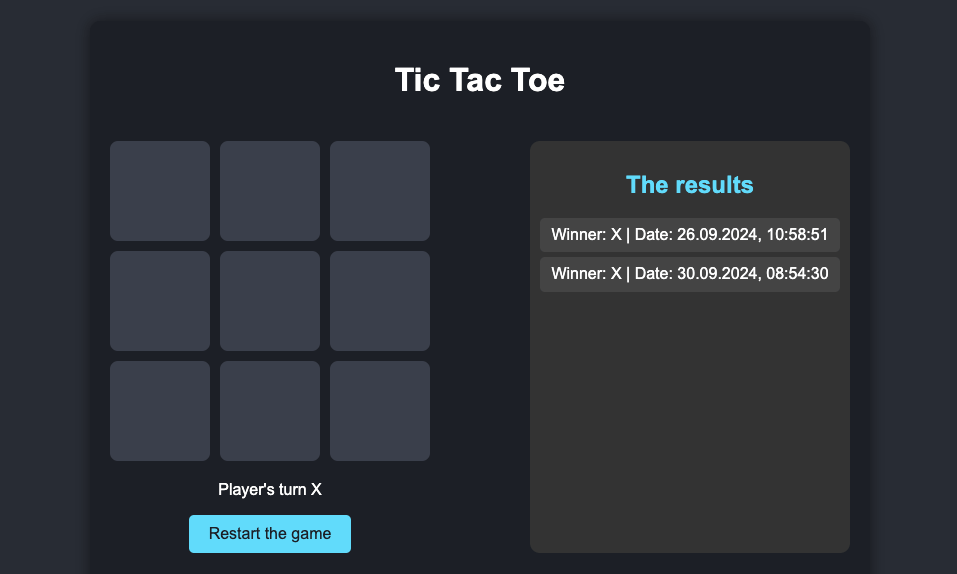 Tic Tac Toe
Player's turn X
Restart the game
The results
Winner: X | Date: 26.09.2024, 10:58:51
Winner: X | Date: 30.09.2024, 08:54:30